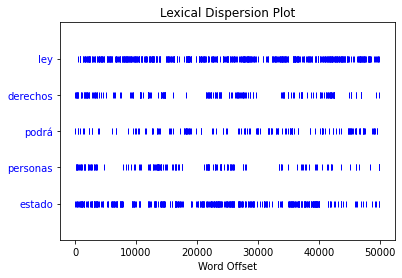 Lexical Dispersion Plot
ley
derechos
podrá
personas
estado
0 10000 20000 30000 40000 50000
Word Offset